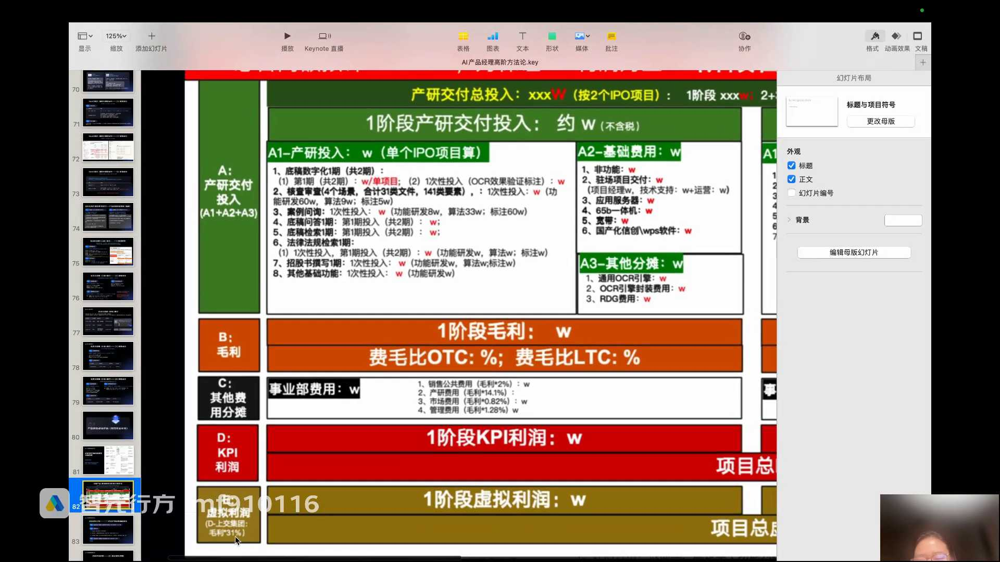 125%
显示
缩放
添加幻灯片
播放
Keynote 直播
表格
图表
文本
形状
媒体
批注
协作
格式
动画效果
文稿
AI产品经理高阶方法论.key
70
71
72
73
74
75
76
77
78
79
80
81
82
83
产研交付总投入：xxxW（按2个IPO项目）： 1阶段 xxxw； 2+
1阶段产研交付投入： 约 w（不含税）
A：
产研交付
投入
(A1+A2+A3)
A1-产研投入： w（单个IPO项目算）
1、底稿数字化1期（共2期）：
（1）第1期（共2期）：w/单项目；（2）1次性投入（OCR效果验证标注）：w
2、核查审查(4个场景，合计31类文件，141类要素），：1次性投入：w（功
能研发60w，算法9w；标注5w）
3、案例问询：1次性投入： w（功能研发8w，算法33w；标注60w）
4、底稿问答1期：第1期投入（共2期）： w；
5、底稿检索1期：第1期投入（共2期）： w；
6、法律法规检索1期：
（1）1次性投入，第1期投入（共2期）：w（功能研发w，算法w；标注w）
7、招股书撰写1期：1次性投入： w（功能研发w，算法w;标注w）
8、其他基础功能：1次性投入： w（功能研发w）
A2-基础费用：w
1、非功能：w
2、驻场项目交付：w
（项目经理w，技术支持：w+运营：w）
3、应用服务器：w
4、65b一体机：w
5、宽带：w
6、国产化信创\wps软件：w
A3-其他分摊：w
1、通用OCR引擎：w
2、OCR引擎封装费用：w
3、RDG费用：w
A1
B：
毛利
1阶段毛利： w
费毛比OTC: %；费毛比LTC: %
C：
其他费
用分摊
事业部费用：w
1、销售公共费用（毛利*2%）：w
2、产研费用（毛利*14.1%）：
3、市场费用（毛利*0.82%）：w
4、管理费用（毛利*1.28%）w
事
D：
KPI
利润
1阶段KPI利润：w
项目总
虚拟利润
(D-上交集团：
毛利*31%）
1阶段虚拟利润：w
项目总
幻灯片布局
标题与项目符号
更改母版
外观
标题
正文
幻灯片编号
背景
编辑母版幻灯片
智元行方 mf910116